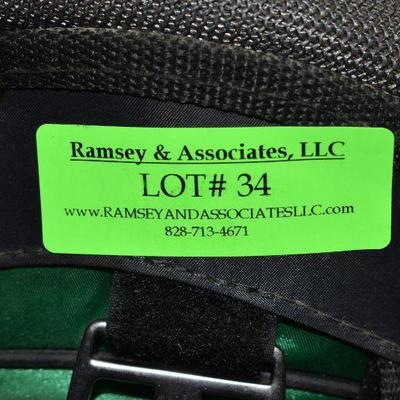 Ramsey & Associates, LLC
LOT# 34
www.RAMSEYANDASSOCIATESLLC.com
828-713-4671